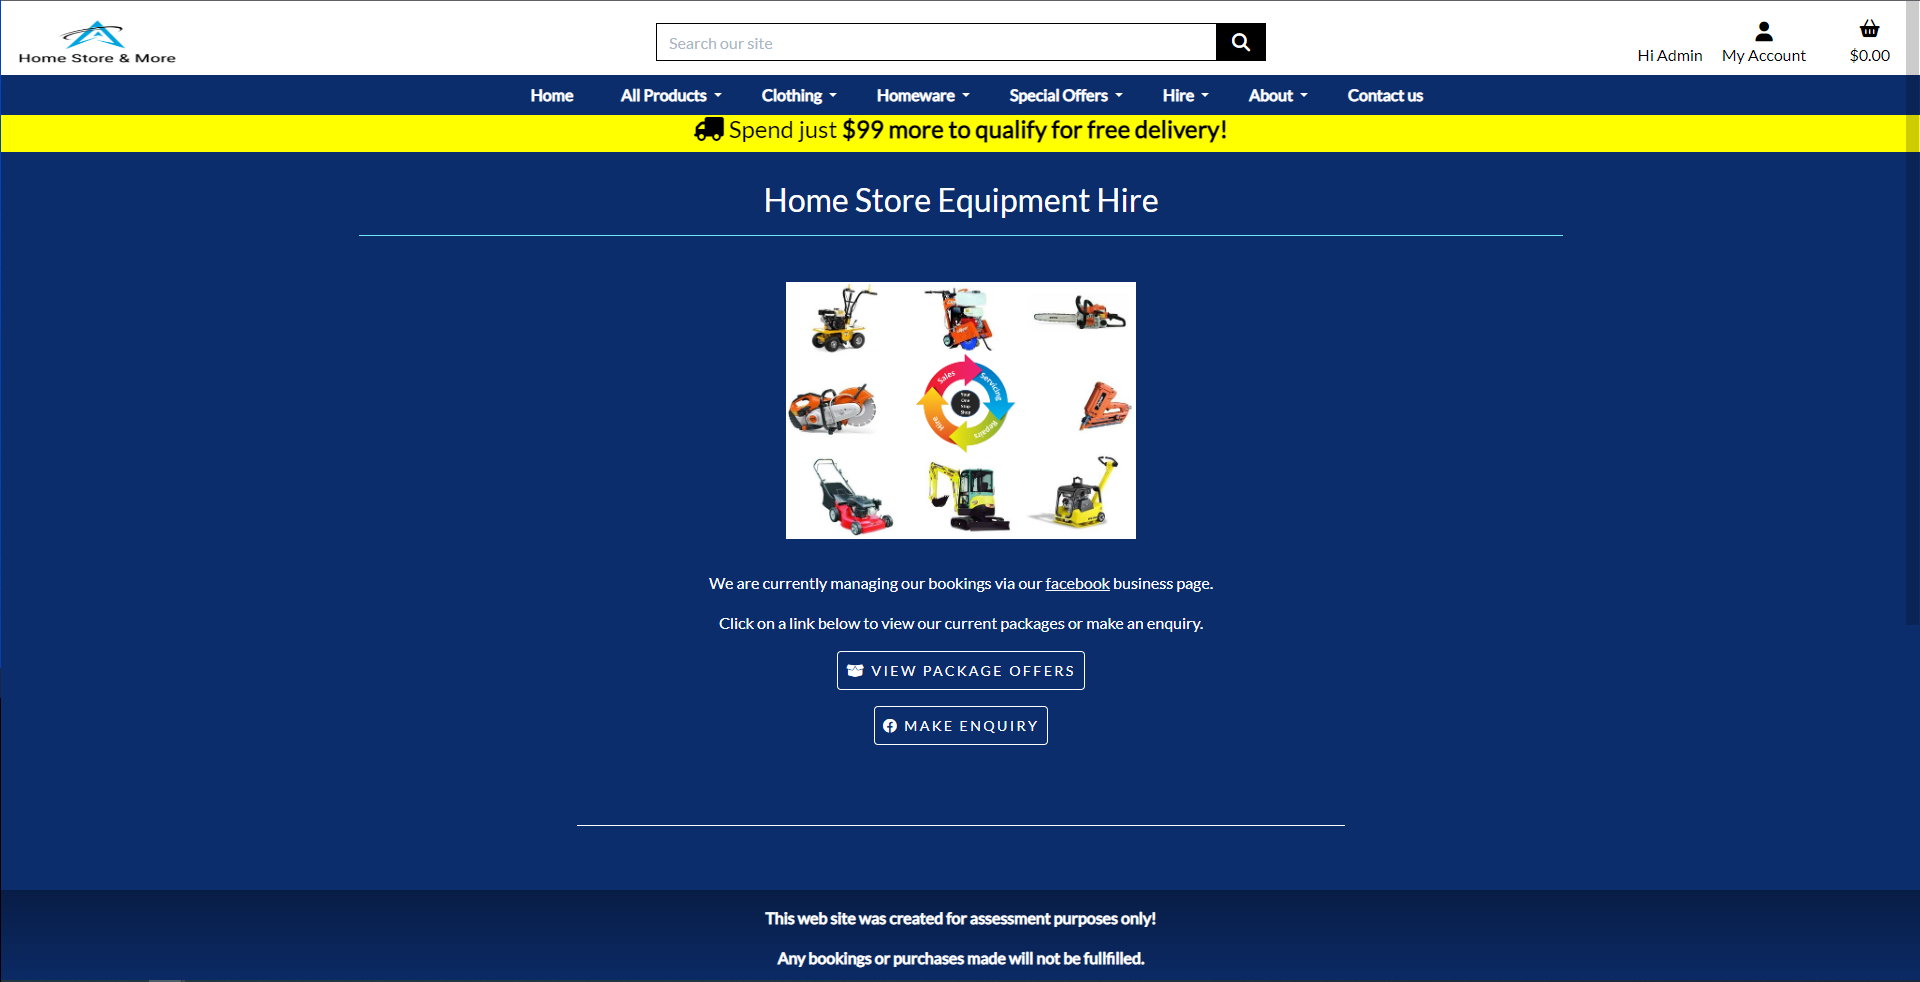 Home Store & More
Search our site
Hi Admin
My Account
$0.00
Home
All Products
Clothing
Homeware
Special Offers
Hire
About
Contact us
Spend just $99 more to qualify for free delivery!
Home Store Equipment Hire
Sales
Servicing
Your
One
Stop
Shop
Hire
Repairs
We are currently managing our bookings via our facebook business page.
Click on a link below to view our current packages or make an enquiry.
VIEW PACKAGE OFFERS
MAKE ENQUIRY
This web site was created for assessment purposes only!
Any bookings or purchases made will not be fullfilled.